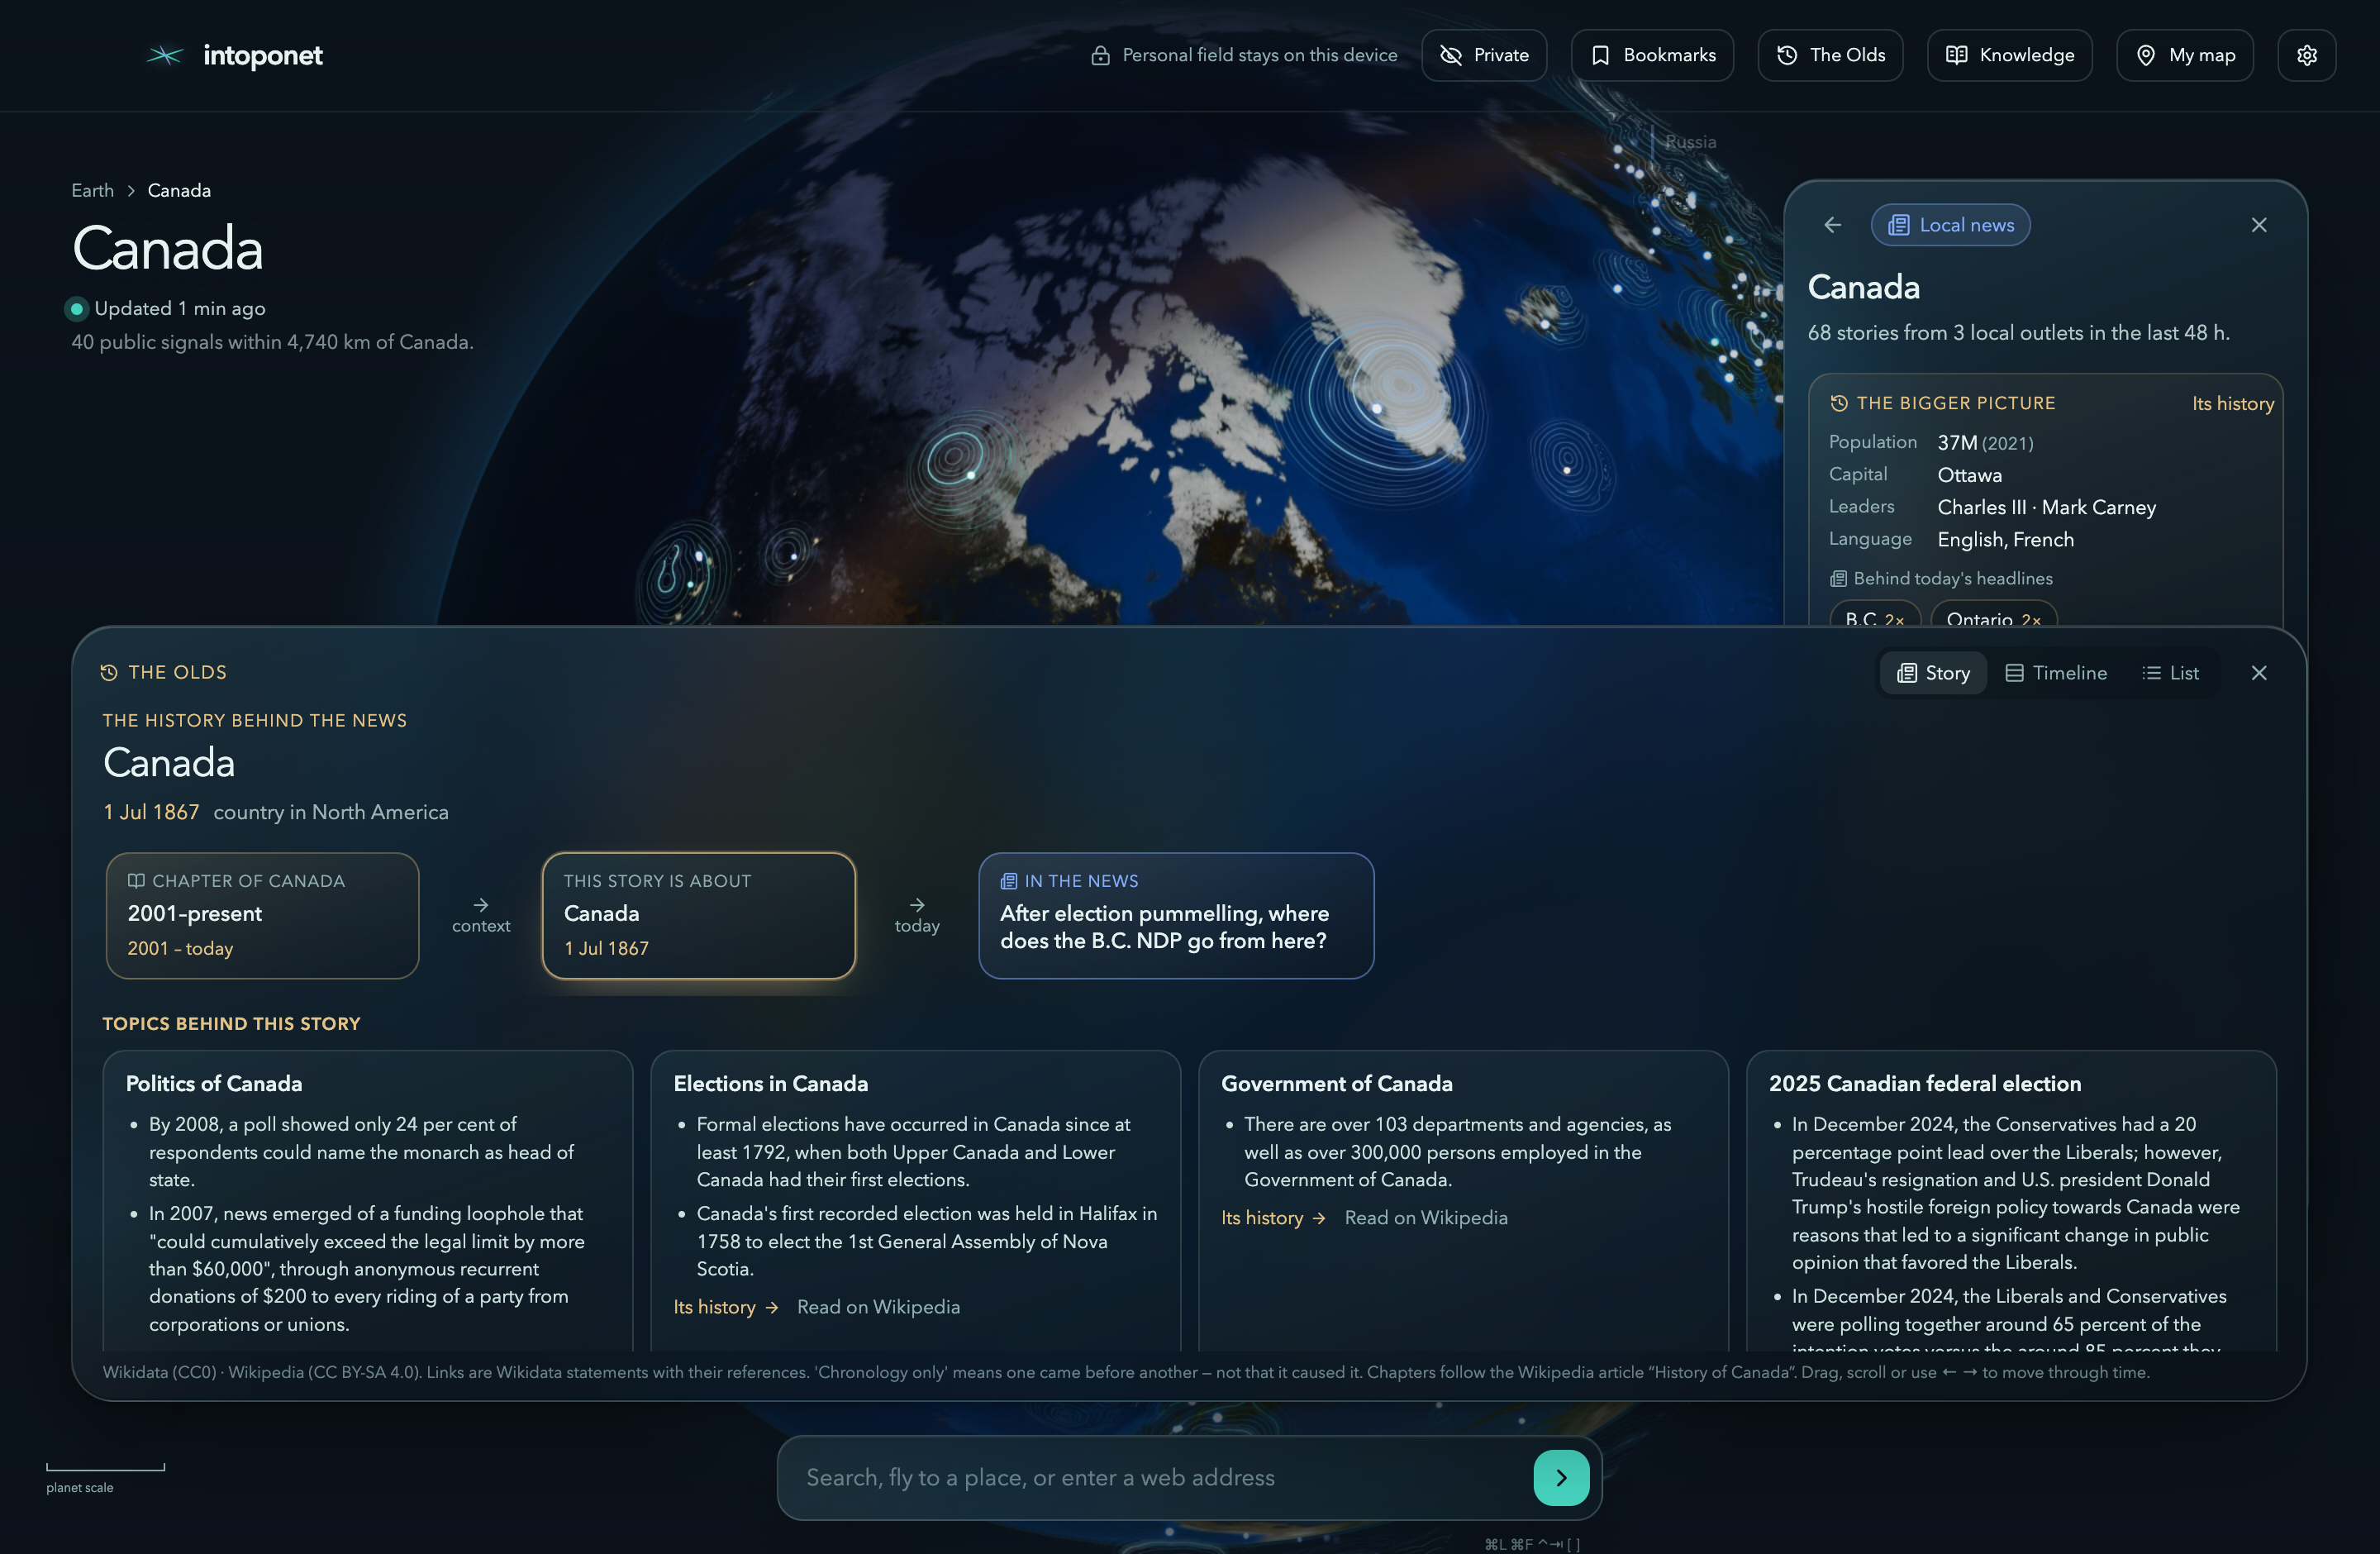 intoponet
Personal field stays on this device
Private
Bookmarks
The Olds
Knowledge
My map
Russia
Earth > Canada
Canada
Updated 1 min ago
40 public signals within 4,740 km of Canada.
Local news
Canada
68 stories from 3 local outlets in the last 48 h.
THE BIGGER PICTURE
Its history
Population 37M (2021)
Capital Ottawa
Leaders Charles III · Mark Carney
Language English, French
Behind today's headlines
B.C. 2×
Ontario 2×
THE OLDS
Story
Timeline
List
THE HISTORY BEHIND THE NEWS
Canada
1 Jul 1867 country in North America
CHAPTER OF CANADA
2001–present
2001 – today
→
context
THIS STORY IS ABOUT
Canada
1 Jul 1867
→
today
IN THE NEWS
After election pummelling, where
does the B.C. NDP go from here?
TOPICS BEHIND THIS STORY
Politics of Canada
• By 2008, a poll showed only 24 per cent of
respondents could name the monarch as head of
state.
• In 2007, news emerged of a funding loophole that
"could cumulatively exceed the legal limit by more
than $60,000", through anonymous recurrent
donations of $200 to every riding of a party from
corporations or unions.
Elections in Canada
• Formal elections have occurred in Canada since at
least 1792, when both Upper Canada and Lower
Canada had their first elections.
• Canada's first recorded election was held in Halifax in
1758 to elect the 1st General Assembly of Nova
Scotia.
Its history → Read on Wikipedia
Government of Canada
• There are over 103 departments and agencies, as
well as over 300,000 persons employed in the
Government of Canada.
Its history → Read on Wikipedia
2025 Canadian federal election
• In December 2024, the Conservatives had a 20
percentage point lead over the Liberals; however,
Trudeau's resignation and U.S. president Donald
Trump's hostile foreign policy towards Canada were
reasons that led to a significant change in public
opinion that favored the Liberals.
• In December 2024, the Liberals and Conservatives
were polling together around 65 percent of the
intention votes versus the around 85 percent they
Wikidata (CC0) · Wikipedia (CC BY-SA 4.0). Links are Wikidata statements with their references. 'Chronology only' means one came before another — not that it caused it. Chapters follow the Wikipedia article “History of Canada”. Drag, scroll or use ← → to move through time.
planet scale
Search, fly to a place, or enter a web address
⌘L ⌘F ^⇥ [ ]